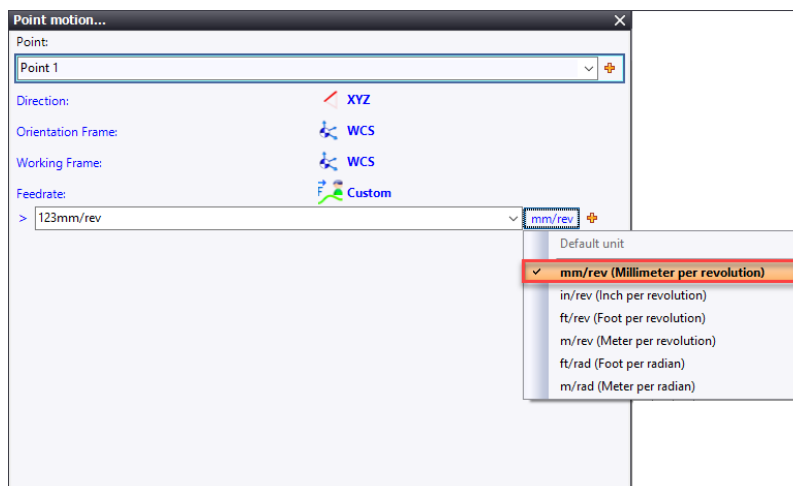 Point motion...
Point:
Point 1
Direction: XYZ
Orientation Frame: WCS
Working Frame: WCS
Feedrate: F Custom
> 123mm/rev mm/rev
Default unit
mm/rev (Millimeter per revolution)
in/rev (Inch per revolution)
ft/rev (Foot per revolution)
m/rev (Meter per revolution)
ft/rad (Foot per radian)
m/rad (Meter per radian)